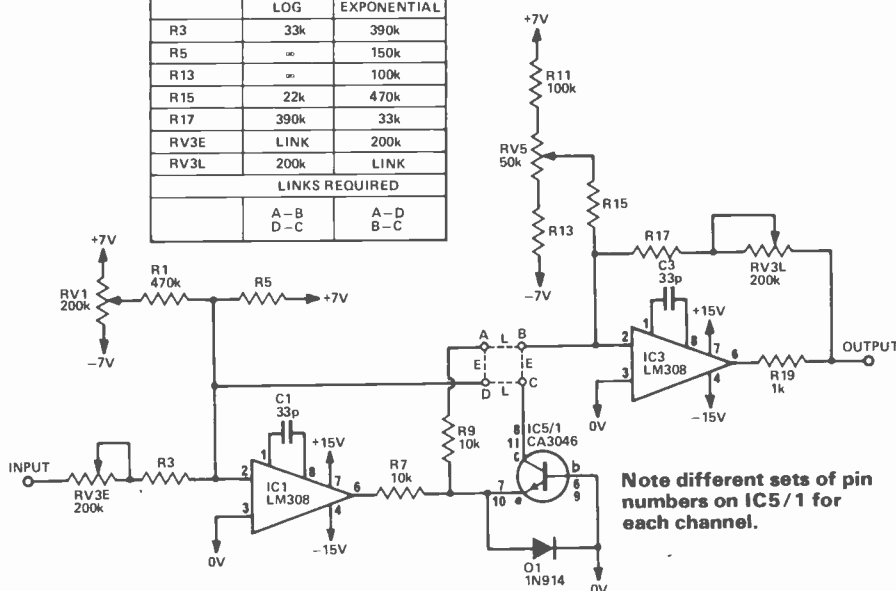 LOG EXPONENTIAL
R3 33k 390k
R5 ∞ 150k
R13 ∞ 100k
R15 22k 470k
R17 390k 33k
RV3E LINK 200k
RV3L 200k LINK
LINKS REQUIRED
A–B A–D
D–C B–C
+7V
R11
100k
RV5
50k
R15
R13
−7V
R17
RV3L
200k
C3
33p
+15V
1
8
7
2
IC3
LM308
6
3
4
0V
−15V
R19
1k
OUTPUT
+7V
RV1
200k
R1
470k
R5
+7V
−7V
A L B
E E
D L C
R9
10k
8
11
C
IC5/1
CA3046
b
6
9
7
10
e
C1
33p
+15V
1
8
7
INPUT
RV3E
200k
R3
2
IC1
LM308
6
3
4
0V
−15V
R7
10k
O1
1N914
0V
Note different sets of pin
numbers on IC5/1 for
each channel.